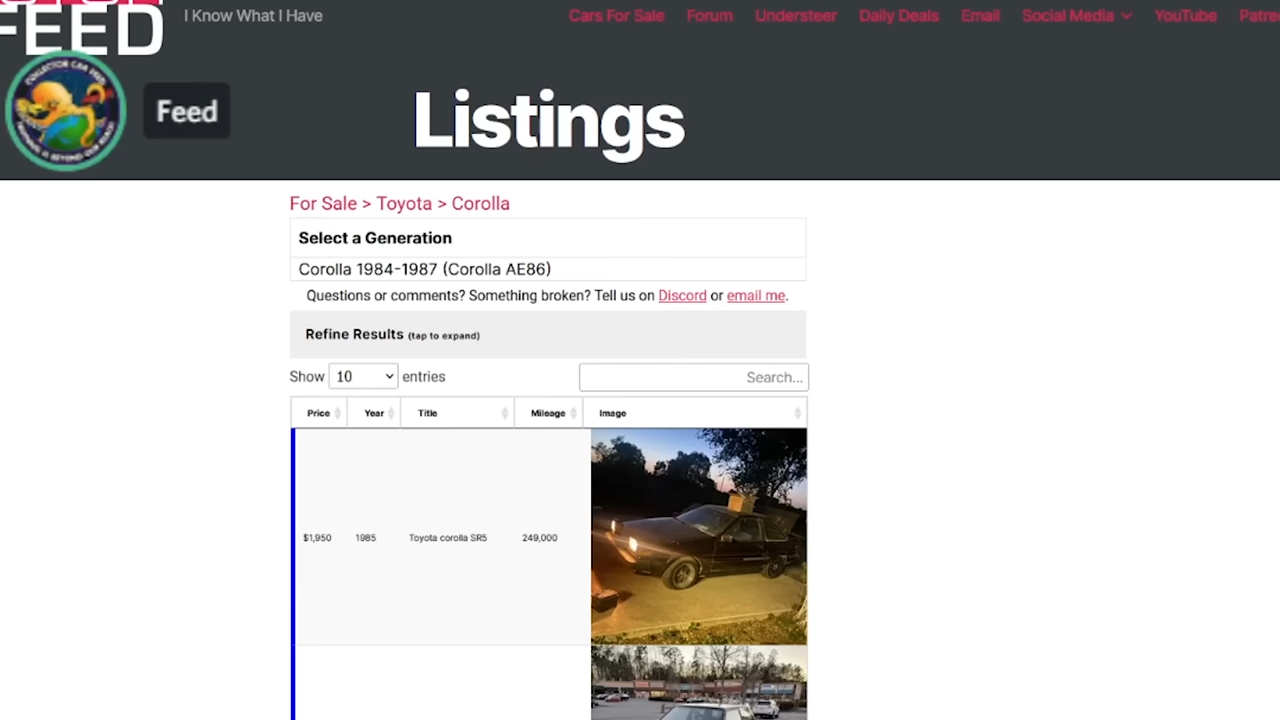 FEED
I Know What I Have
Cars For Sale Forum Understeer Daily Deals Email Social Media YouTube
COLLECTOR CAR FEED
Feed
Listings
For Sale > Toyota > Corolla
Select a Generation
Corolla 1984-1987 (Corolla AE86)
Questions or comments? Something broken? Tell us on Discord or email me.
Refine Results (tap to expand)
Show 10 entries
Search...
Price Year Title Mileage Image
$1,950 1985 Toyota corolla SR5 249,000